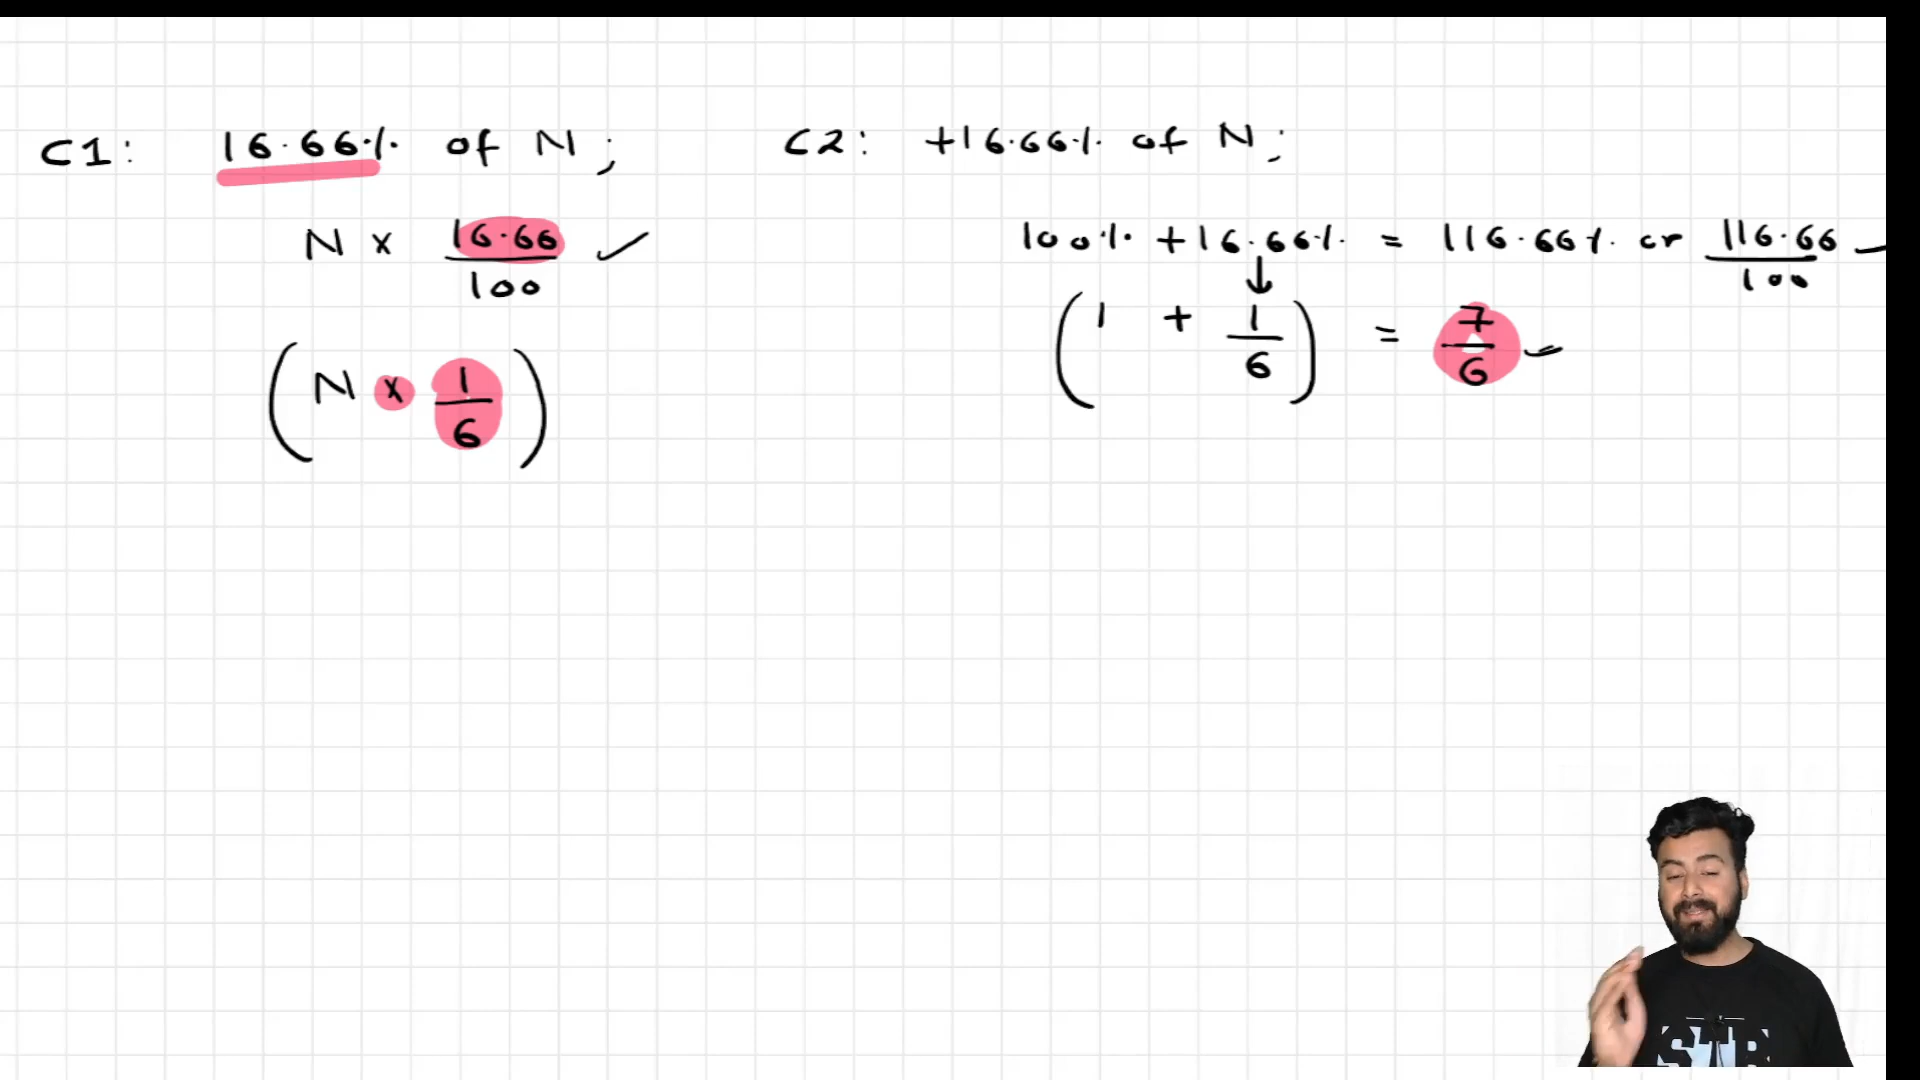 C1: 16.66% of N;
N x 16.66/100 ✓
(N x 1/6)
C2: +16.66% of N;
100% + 16.66% = 116.66% or 116.66/100
↓
(1 + 1/6) = 7/6
STR